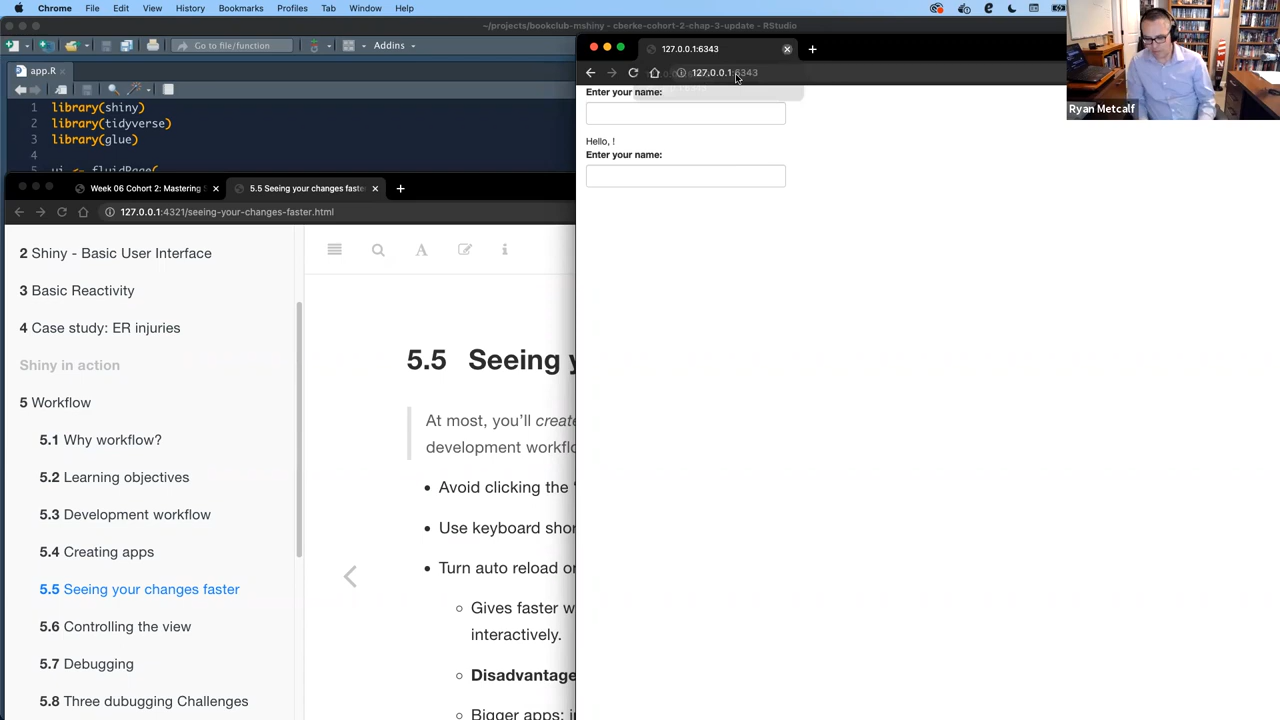 Chrome File Edit View History Bookmarks Profiles Tab Window Help
~/projects/bookclub-mshiny - cberke-cohort-2-chap-3-update - RStudio
Go to file/function
Addins
app.R
1 library(shiny)
2 library(tidyverse)
3 library(glue)
4
5 ui <- fluidPage(
127.0.0.1:6343
127.0.0.1:6343
Enter your name:
Hello, !
Enter your name:
Ryan Metcalf
Week 06 Cohort 2: Mastering S
5.5 Seeing your changes faste
127.0.0.1:4321/seeing-your-changes-faster.html
2 Shiny - Basic User Interface
3 Basic Reactivity
4 Case study: ER injuries
Shiny in action
5 Workflow
5.1 Why workflow?
5.2 Learning objectives
5.3 Development workflow
5.4 Creating apps
5.5 Seeing your changes faster
5.6 Controlling the view
5.7 Debugging
5.8 Three dubugging Challenges
5.5 Seeing y
At most, you’ll create
development workflo
Avoid clicking the ‘
Use keyboard shor
Turn auto reload or
Gives faster w
interactively.
Disadvantage
Bigger apps: i